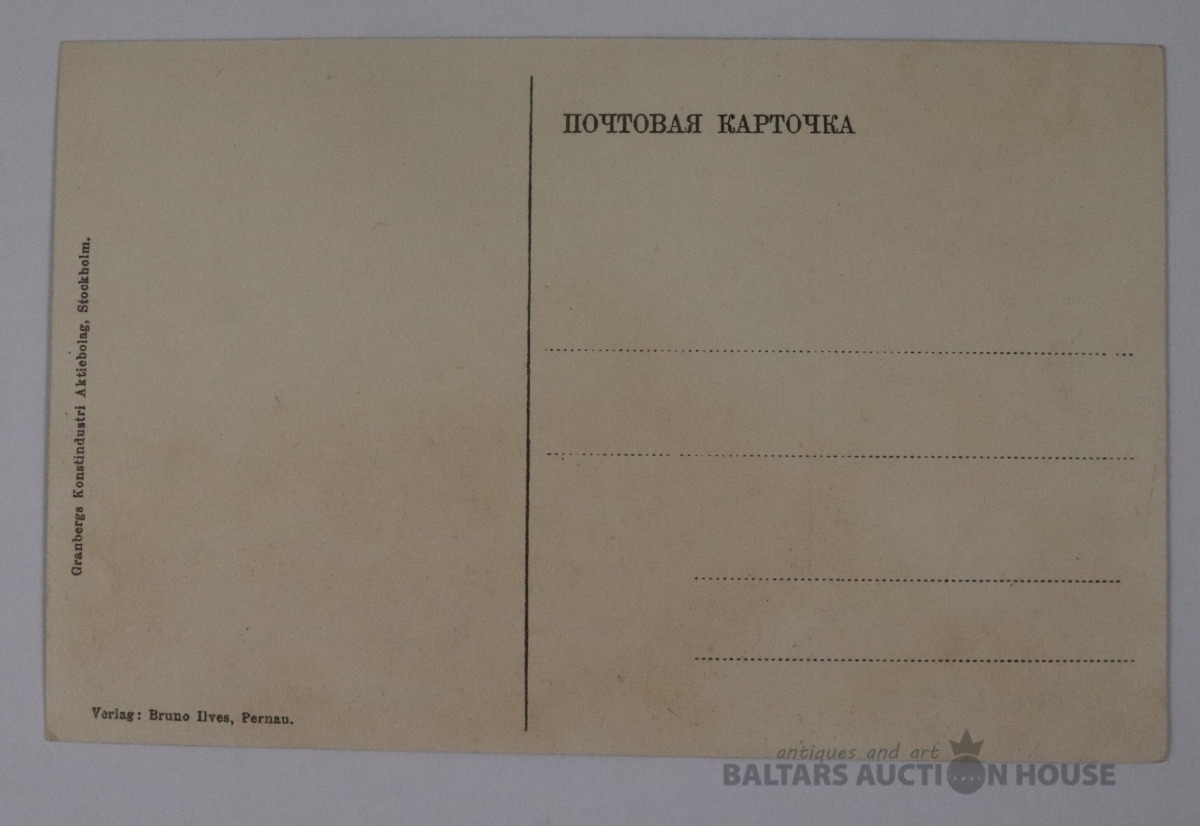 ПОЧТОВАЯ КАРТОЧКА
Granbergs Konstindustri Aktiebolag, Stockholm.
Verlag: Bruno Ilves, Pernau.
antiques and art
BALTARS AUCTION HOUSE